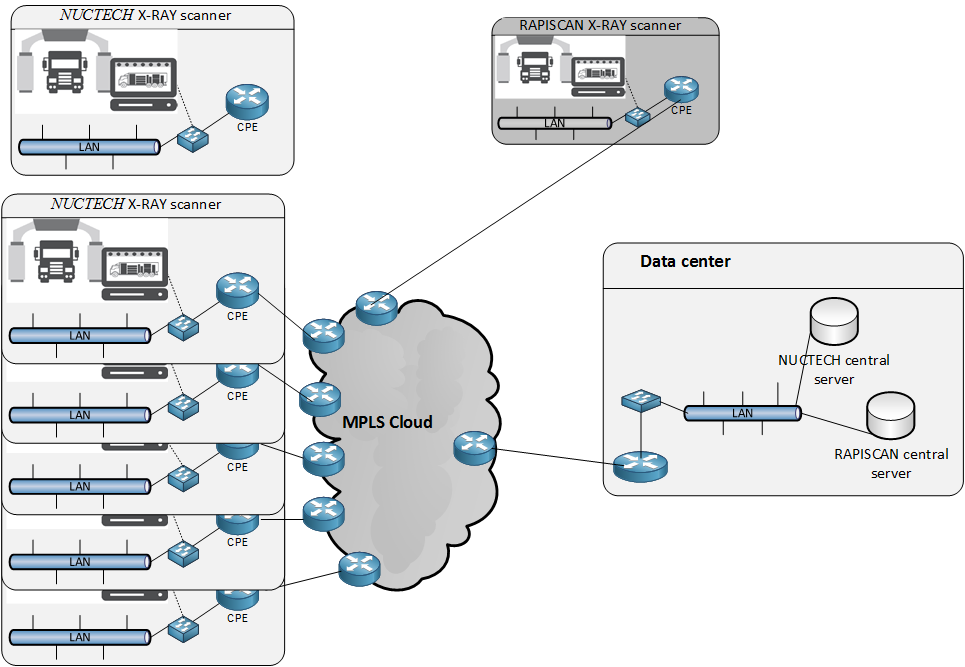 NUCTECH X-RAY scanner
CPE
LAN
RAPISCAN X-RAY scanner
CPE
LAN
NUCTECH X-RAY scanner
CPE
LAN
CPE
LAN
CPE
LAN
CPE
LAN
CPE
LAN
MPLS Cloud
Data center
NUCTECH central
server
LAN
RAPISCAN central
server